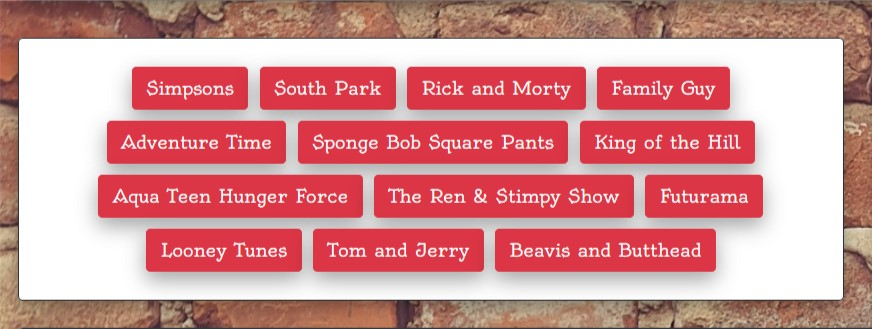 Simpsons South Park Rick and Morty Family Guy
Adventure Time Sponge Bob Square Pants King of the Hill
Aqua Teen Hunger Force The Ren & Stimpy Show Futurama
Looney Tunes Tom and Jerry Beavis and Butthead